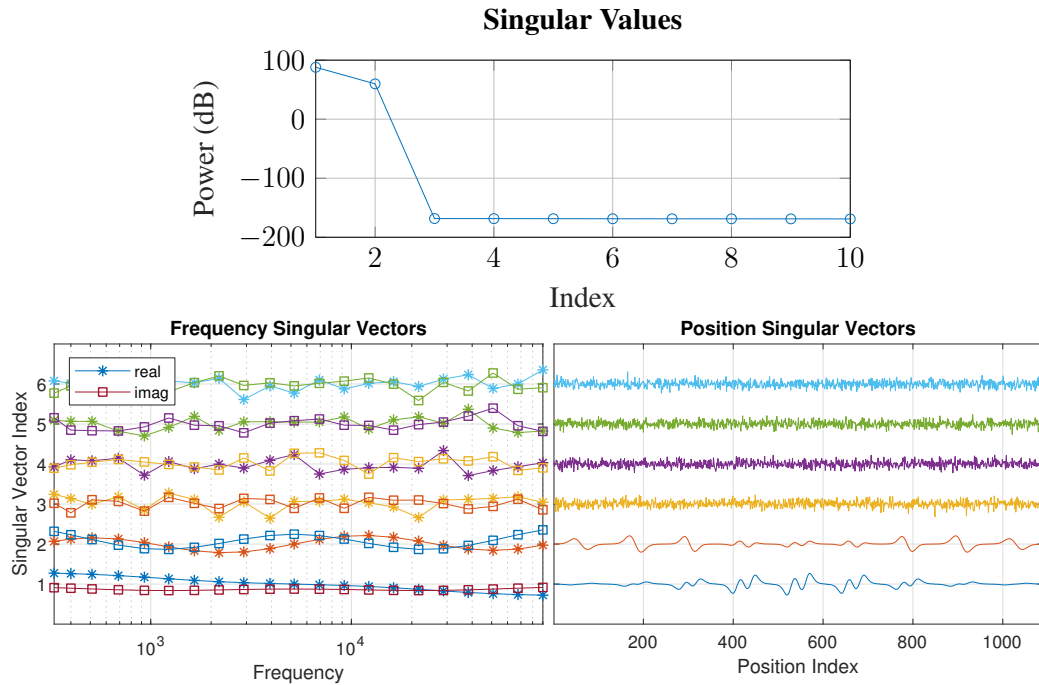 Singular Values
Power (dB)
100
0
−100
−200
2 4 6 8 10
Index
Frequency Singular Vectors
Singular Vector Index
6
5
4
3
2
1
real
imag
10^3 10^4
Frequency
Position Singular Vectors
200 400 600 800 1000
Position Index